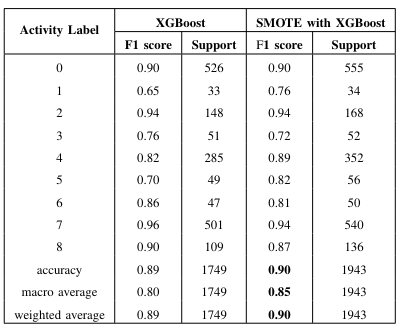 Activity Label XGBoost SMOTE with XGBoost
F1 score Support F1 score Support
0 0.90 526 0.90 555
1 0.65 33 0.76 34
2 0.94 148 0.94 168
3 0.76 51 0.72 52
4 0.82 285 0.89 352
5 0.70 49 0.82 56
6 0.86 47 0.81 50
7 0.96 501 0.94 540
8 0.90 109 0.87 136
accuracy 0.89 1749 0.90 1943
macro average 0.80 1749 0.85 1943
weighted average 0.89 1749 0.90 1943